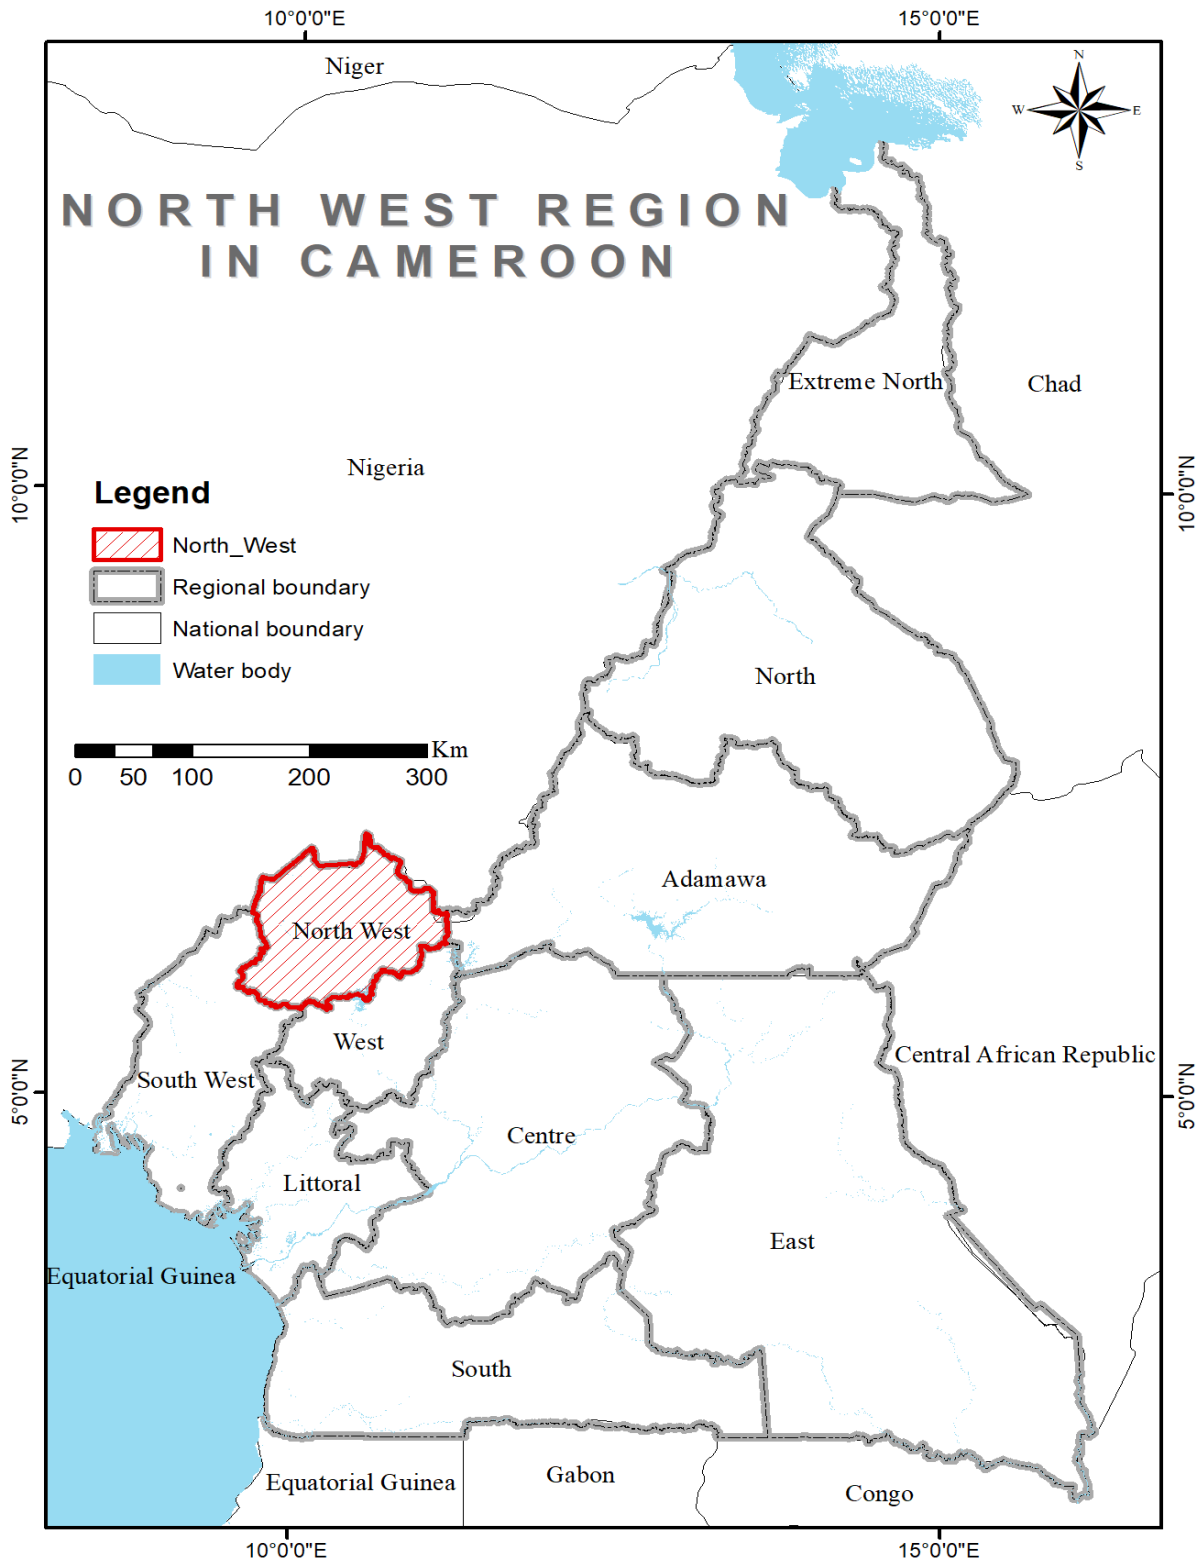 10°0'0"E
15°0'0"E
Niger
N
W
E
S
NORTH WEST REGION
IN CAMEROON
Extreme North
Chad
Nigeria
10°0'0"N
10°0'0"N
Legend
North_West
Regional boundary
National boundary
Water body
North
Km
0 50 100 200 300
Adamawa
North West
West
Central African Republic
South West
5°0'0"N
5°0'0"N
Centre
Littoral
East
Equatorial Guinea
South
Equatorial Guinea
Gabon
Congo
10°0'0"E
15°0'0"E